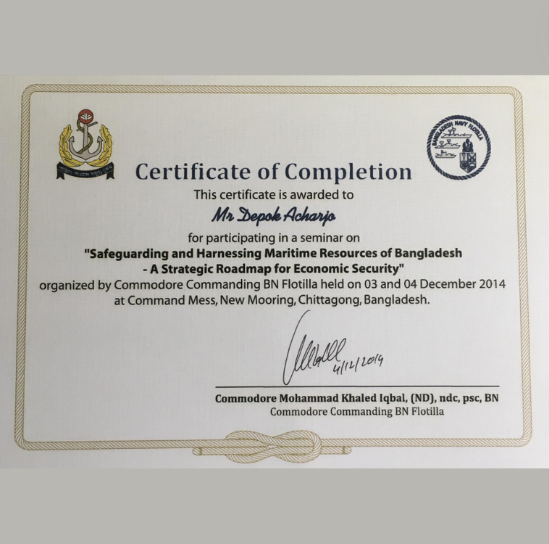 BANGLADESH NAVY FLOTILLA
Certificate of Completion
This certificate is awarded to
Mr Depok Acharjo
for participating in a seminar on
"Safeguarding and Harnessing Maritime Resources of Bangladesh
- A Strategic Roadmap for Economic Security"
organized by Commodore Commanding BN Flotilla held on 03 and 04 December 2014
at Command Mess, New Mooring, Chittagong, Bangladesh.
4/12/2014
Commodore Mohammad Khaled Iqbal, (ND), ndc, psc, BN
Commodore Commanding BN Flotilla